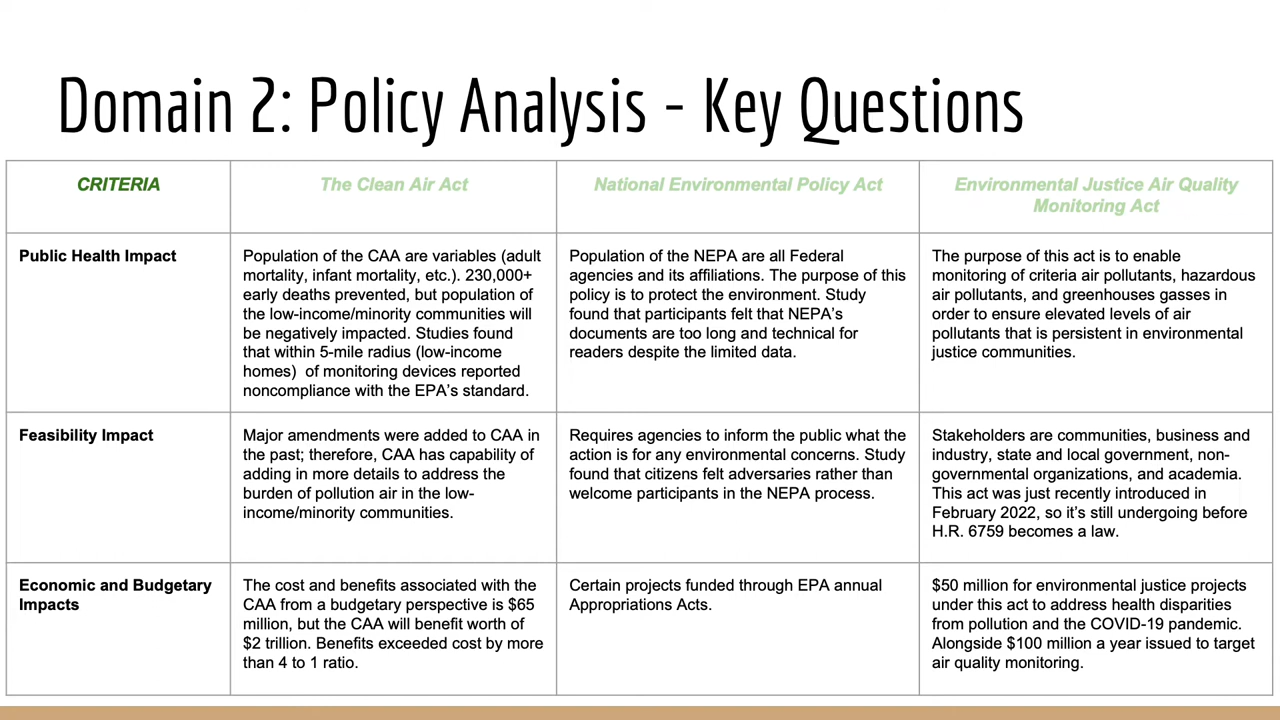 Domain 2: Policy Analysis - Key Questions
CRITERIA
The Clean Air Act
National Environmental Policy Act
Environmental Justice Air Quality
Monitoring Act
Public Health Impact
Population of the CAA are variables (adult
mortality, infant mortality, etc.). 230,000+
early deaths prevented, but population of
the low-income/minority communities will
be negatively impacted. Studies found
that within 5-mile radius (low-income
homes)  of monitoring devices reported
noncompliance with the EPA's standard.
Population of the NEPA are all Federal
agencies and its affiliations. The purpose of this
policy is to protect the environment. Study
found that participants felt that NEPA's
documents are too long and technical for
readers despite the limited data.
The purpose of this act is to enable
monitoring of criteria air pollutants, hazardous
air pollutants, and greenhouses gasses in
order to ensure elevated levels of air
pollutants that is persistent in environmental
justice communities.
Feasibility Impact
Major amendments were added to CAA in
the past; therefore, CAA has capability of
adding in more details to address the
burden of pollution air in the low-
income/minority communities.
Requires agencies to inform the public what the
action is for any environmental concerns. Study
found that citizens felt adversaries rather than
welcome participants in the NEPA process.
Stakeholders are communities, business and
industry, state and local government, non-
governmental organizations, and academia.
This act was just recently introduced in
February 2022, so it's still undergoing before
H.R. 6759 becomes a law.
Economic and Budgetary
Impacts
The cost and benefits associated with the
CAA from a budgetary perspective is $65
million, but the CAA will benefit worth of
$2 trillion. Benefits exceeded cost by more
than 4 to 1 ratio.
Certain projects funded through EPA annual
Appropriations Acts.
$50 million for environmental justice projects
under this act to address health disparities
from pollution and the COVID-19 pandemic.
Alongside $100 million a year issued to target
air quality monitoring.